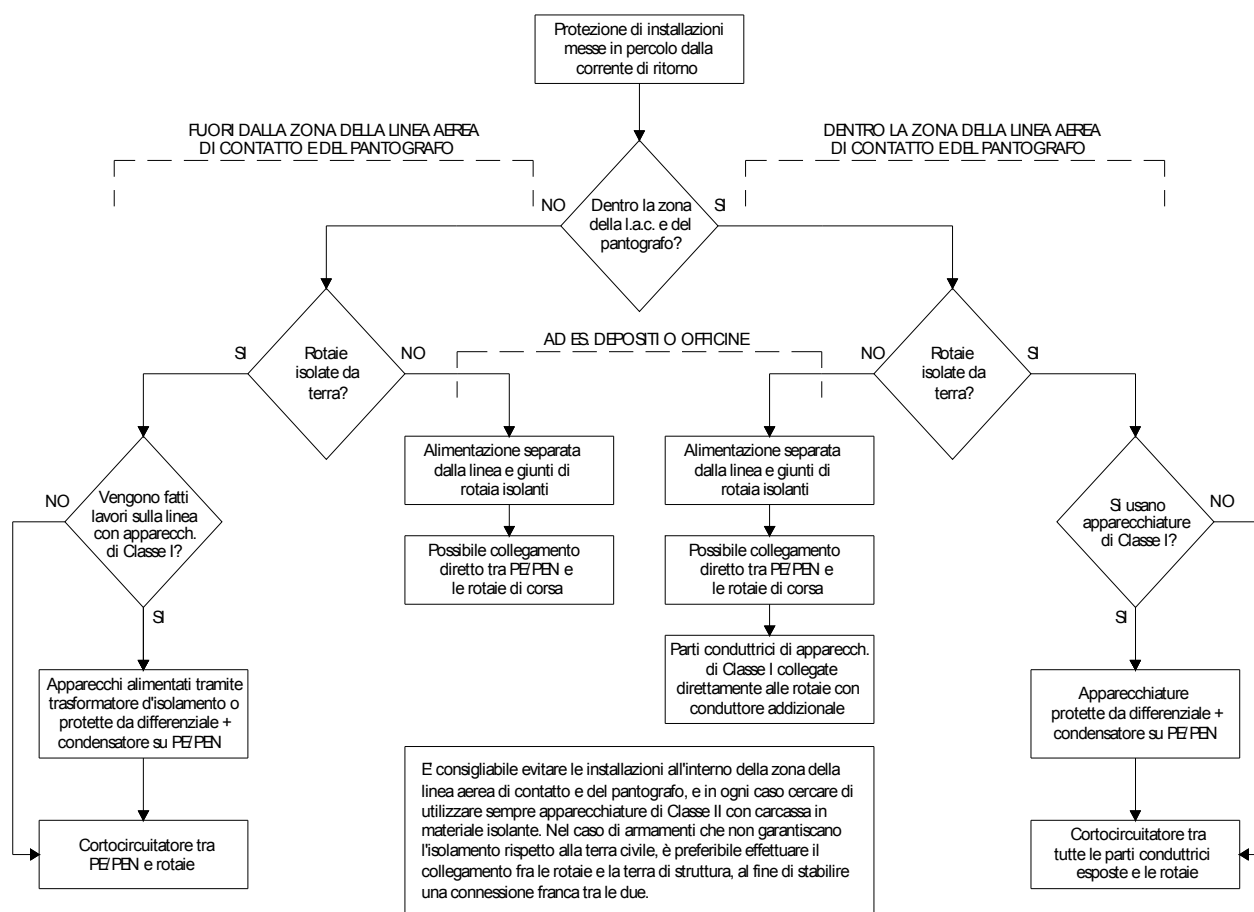 Protezione di installazioni
messe in percolo dalla
corrente di ritorno
FUORI DALLA ZONA DELLA LINEA AEREA
DI CONTATTO E DEL PANTOGRAFO
DENTRO LA ZONA DELLA LINEA AEREA
DI CONTATTO E DEL PANTOGRAFO
NO
Dentro la zona
della l.a.c. e del
pantografo?
SI
AD ES. DEPOSITI O OFFICINE
SI
Rotaie
isolate da
terra?
NO
NO
Rotaie
isolate da
terra?
SI
NO
Vengono fatti
lavori sulla linea
con apparecch.
di Classe I?
SI
Alimentazione separata
dalla linea e giunti di
rotaia isolanti
Possibile collegamento
diretto tra PE/PEN e
le rotaie di corsa
Alimentazione separata
dalla linea e giunti di
rotaia isolanti
Possibile collegamento
diretto tra PE/PEN e
le rotaie di corsa
Parti conduttrici di apparecch.
di Classe I collegate
direttamente alle rotaie con
conduttore addizionale
Si usano
apparecchiature
di Classe I?
NO
SI
Apparecchi alimentati tramite
trasformatore d'isolamento o
protette da differenziale +
condensatore su PE/PEN
Apparecchiature
protette da differenziale +
condensatore su PE/PEN
Cortocircuitatore tra
PE/PEN e rotaie
E consigliabile evitare le installazioni all'interno della zona della
linea aerea di contatto e del pantografo, e in ogni caso cercare di
utilizzare sempre apparecchiature di Classe II con carcassa in
materiale isolante. Nel caso di armamenti che non garantiscano
l'isolamento rispetto alla terra civile, è preferibile effettuare il
collegamento fra le rotaie e la terra di struttura, al fine di stabilire
una connessione franca tra le due.
Cortocircuitatore tra
tutte le parti conduttrici
esposte e le rotaie